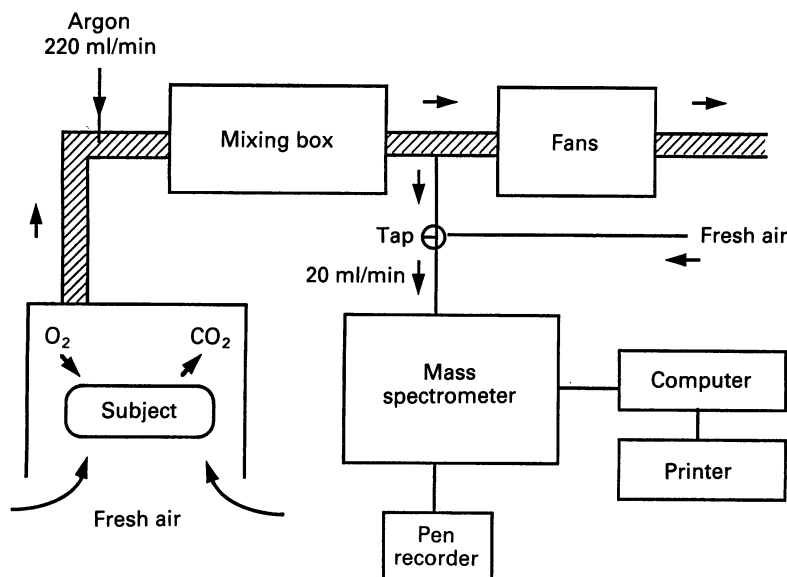 Argon
220 ml/min
Mixing box
Fans
Tap
Fresh air
20 ml/min
O₂
CO₂
Subject
Fresh air
Mass
spectrometer
Computer
Printer
Pen
recorder